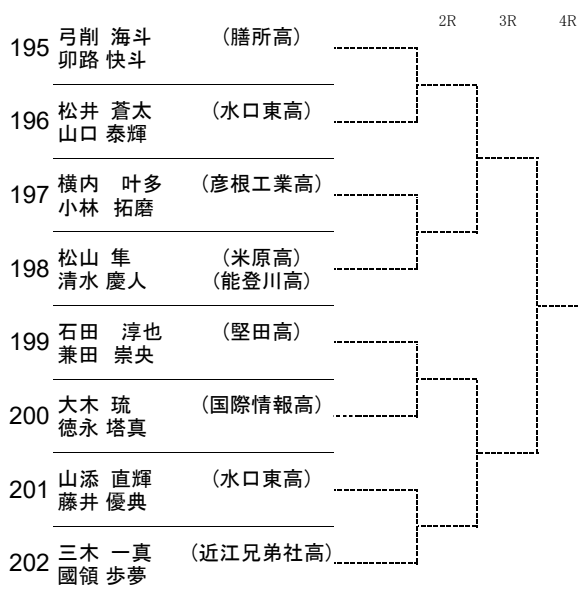 2R 3R 4R
195 弓削 海斗 (膳所高)
卯路 快斗
196 松井 蒼太 (水口東高)
山口 泰輝
197 横内 叶多 (彦根工業高)
小林 拓磨
198 松山 隼 (米原高)
清水 慶人 (能登川高)
199 石田 淳也 (堅田高)
兼田 崇央
200 大木 琉 (国際情報高)
徳永 塔真
201 山添 直輝 (水口東高)
藤井 優典
202 三木 一真 (近江兄弟社高)
國領 歩夢